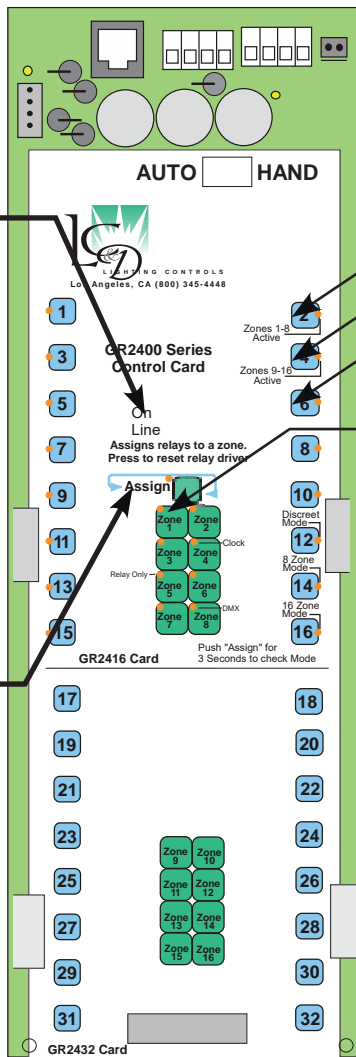 AUTO HAND
LC&D
LIGHTING CONTROLS
Los Angeles, CA (800) 345-4448
1 2
Zones 1-8
Active
3 4
GR2400 Series
Control Card
Zones 9-16
Active
5 6
On
Line
Assigns relays to a zone.
Press to reset relay driver
7 8
Assign
9 10
Zone 1 Zone 2
Discreet
Mode
11 12
Zone 3 Zone 4
Clock
8 Zone
Mode
13 14
Relay Only
Zone 5 Zone 6
16 Zone
Mode
15 16
Zone 7 Zone 8
DMX
GR2416 Card
Push "Assign" for
3 Seconds to check Mode
17 18
19 20
21 22
23 24
Zone 9 Zone 10
25 26
Zone 11 Zone 12
27 28
Zone 13 Zone 14
Zone 15 Zone 16
29 30
31 32
GR2432 Card